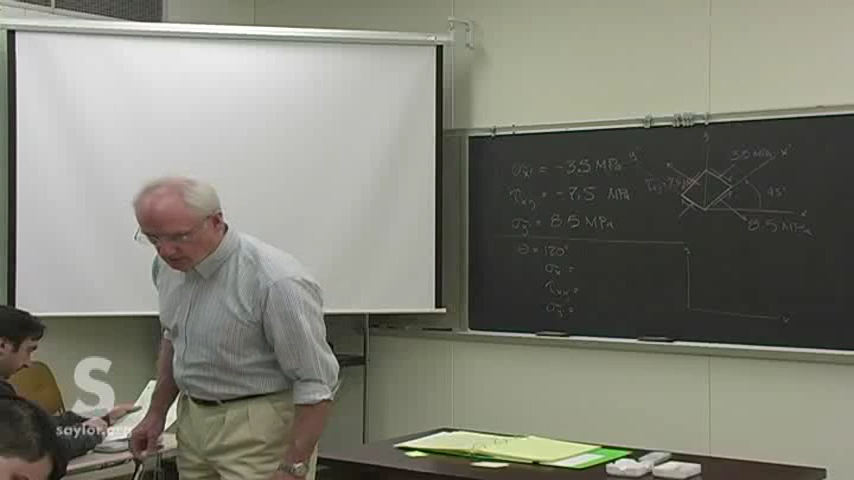 σx' = -3.5 MPa
τxy = -7.5 MPa
σy' = 8.5 MPa
θ = 120°
σx =
τxy =
σy =
y'
y
3.5 MPa
x'
45°
x
8.5 MPa
y
x
S
saylor.org